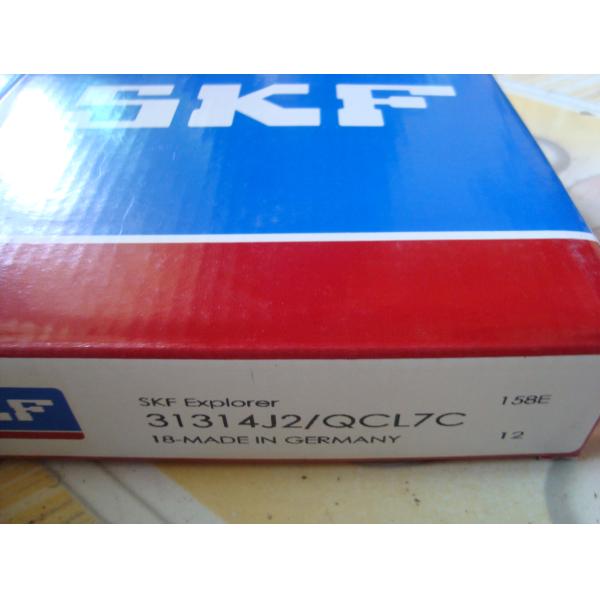 SKF
SKF Explorer
31314J2/QCL7C
18-MADE IN GERMANY
158E
12